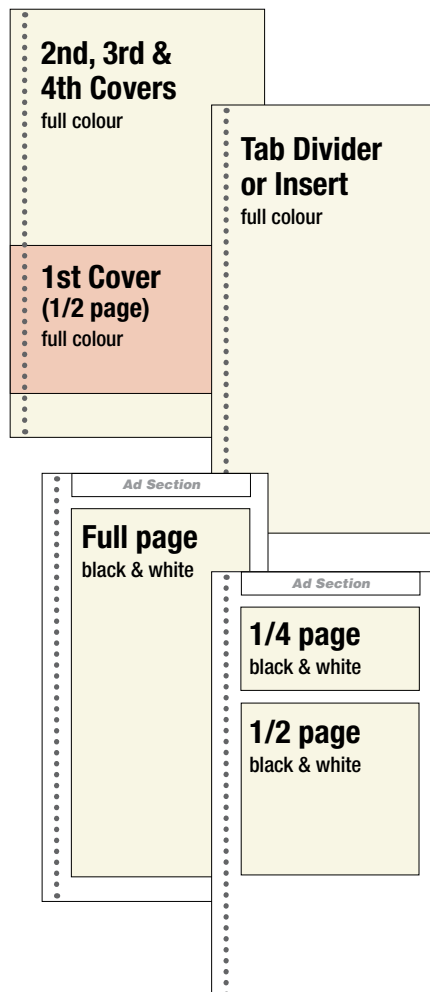 2nd, 3rd &
4th Covers
full colour
Tab Divider
or Insert
full colour
1st Cover
(1/2 page)
full colour
Ad Section
Full page
black & white
Ad Section
1/4 page
black & white
1/2 page
black & white